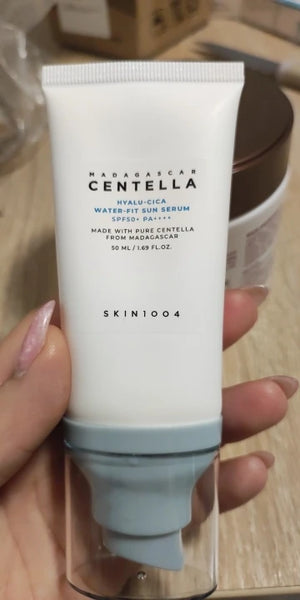 MADAGASCAR
CENTELLA
HYALU-CICA
WATER-FIT SUN SERUM
SPF50+ PA++++
MADE WITH PURE CENTELLA
FROM MADAGASCAR
50 ML / 1.69 FL.OZ.
SKIN1004